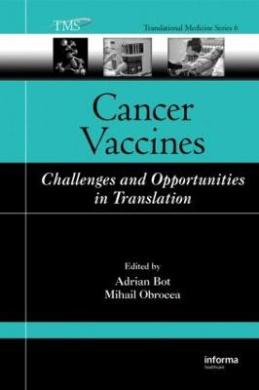 TMS
Translational Medicine Series 6
Cancer
Vaccines
Challenges and Opportunities
in Translation
Edited by
Adrian Bot
Mihail Obrocea
informa
healthcare